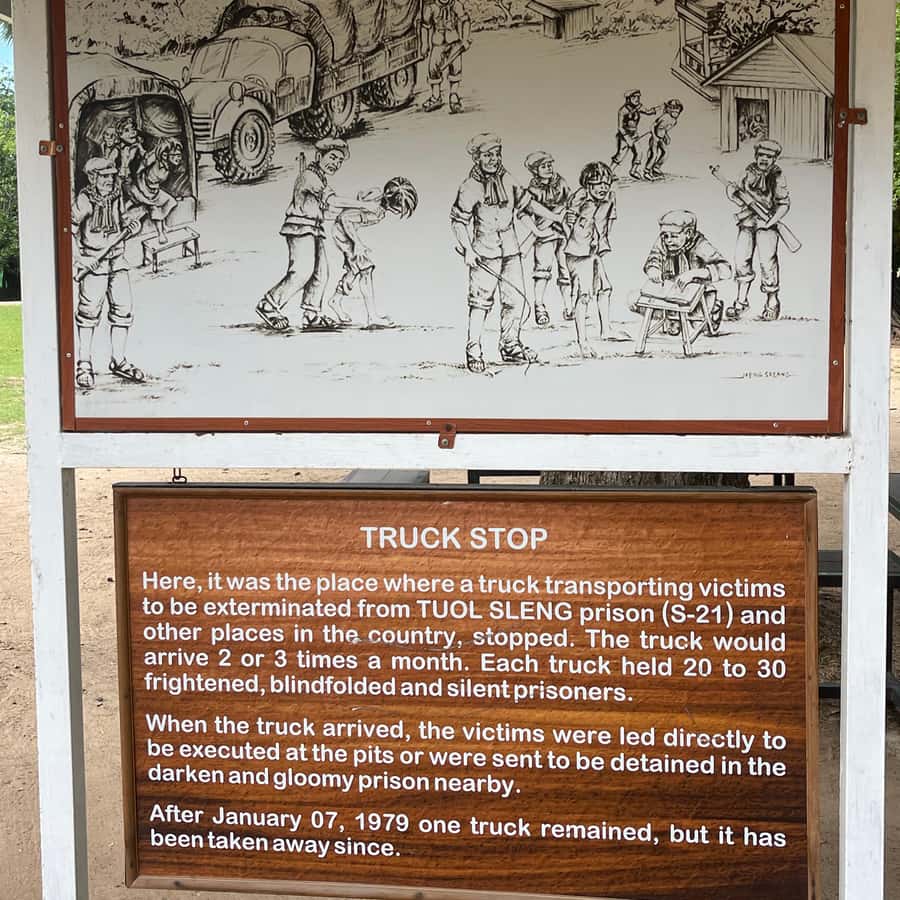 TRUCK STOP
Here, it was the place where a truck transporting victims
to be exterminated from TUOL SLENG prison (S-21) and
other places in the country, stopped. The truck would
arrive 2 or 3 times a month. Each truck held 20 to 30
frightened, blindfolded and silent prisoners.
When the truck arrived, the victims were led directly to
be executed at the pits or were sent to be detained in the
darken and gloomy prison nearby.
After January 07, 1979 one truck remained, but it has
been taken away since.